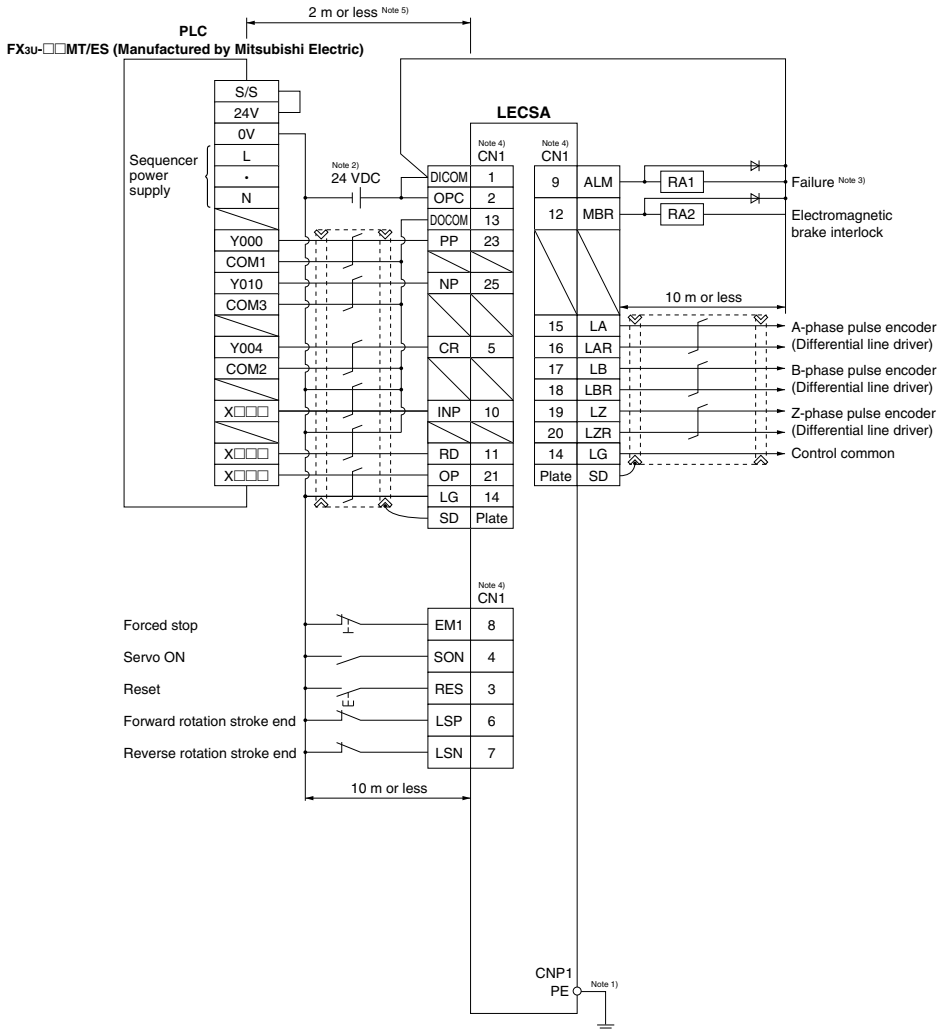 2 m or less Note 5)
PLC
FX3U-□□MT/ES (Manufactured by Mitsubishi Electric)
S/S
24V
0V
L
·
N
Sequencer
power
supply
Y000
COM1
Y010
COM3
Y004
COM2
X□□□
X□□□
X□□□
Note 2)
24 VDC
LECSA
Note 4)
CN1
DICOM 1
OPC 2
DOCOM 13
PP 23
NP 25
CR 5
INP 10
RD 11
OP 21
LG 14
SD Plate
Note 4)
CN1
9 ALM
12 MBR
15 LA
16 LAR
17 LB
18 LBR
19 LZ
20 LZR
14 LG
Plate SD
RA1
Failure Note 3)
RA2
Electromagnetic
brake interlock
10 m or less
A-phase pulse encoder
(Differential line driver)
B-phase pulse encoder
(Differential line driver)
Z-phase pulse encoder
(Differential line driver)
Control common
Note 4)
CN1
Forced stop EM1 8
Servo ON SON 4
Reset RES 3
Forward rotation stroke end LSP 6
Reverse rotation stroke end LSN 7
10 m or less
CNP1
PE Note 1)